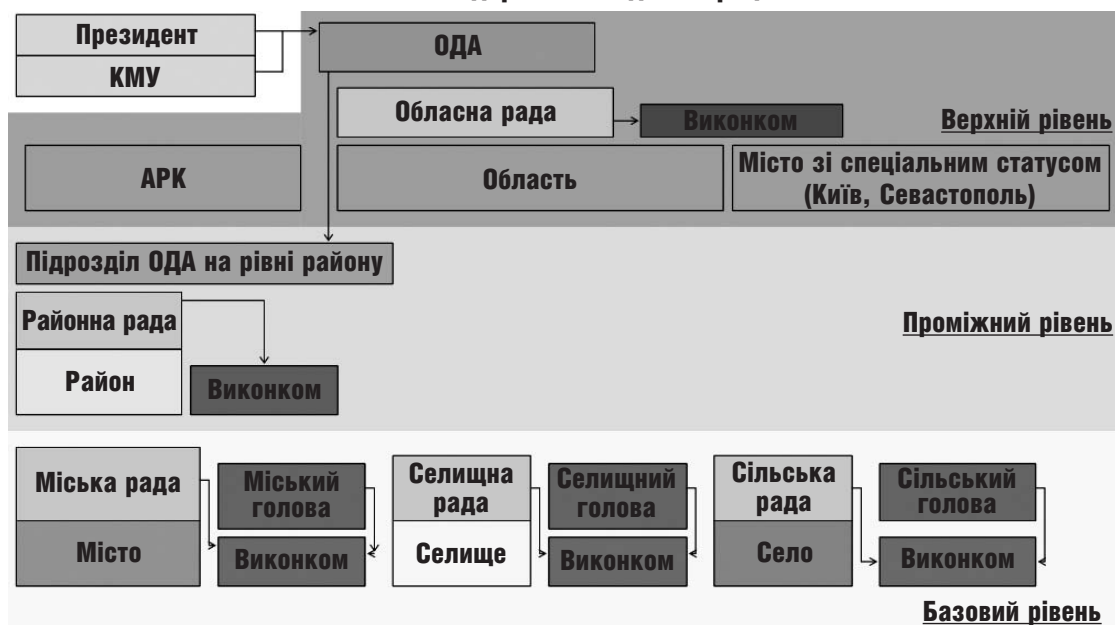 Президент
КМУ
ОДА
Обласна рада
Виконком
Верхній рівень
АРК
Область
Місто зі спеціальним статусом
(Київ, Севастополь)
Підрозділ ОДА на рівні району
Районна рада
Проміжний рівень
Район
Виконком
Міська рада
Міський
голова
Селищна
рада
Селищний
голова
Сільська
рада
Сільський
голова
Місто
Виконком
Селище
Виконком
Село
Виконком
Базовий рівень